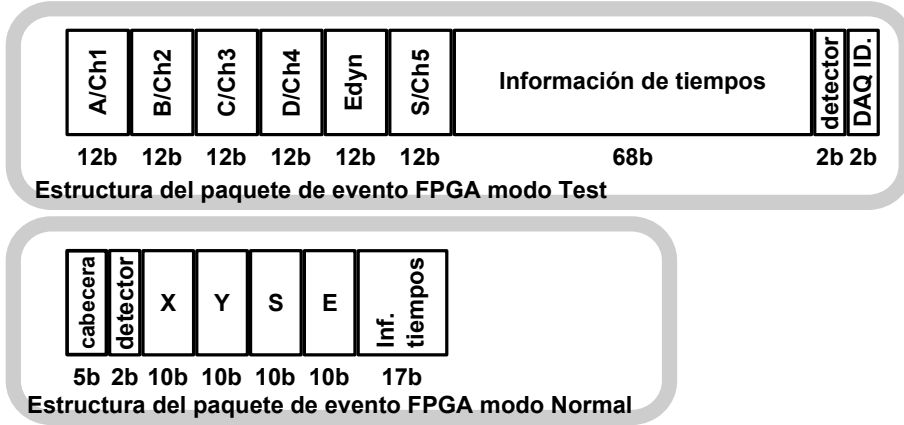 A/Ch1
B/Ch2
C/Ch3
D/Ch4
Edyn
S/Ch5
Información de tiempos
detector
DAQ ID.
12b 12b 12b 12b 12b 12b 68b 2b 2b
Estructura del paquete de evento FPGA modo Test
cabecera
detector
X
Y
S
E
Inf.
tiempos
5b 2b 10b 10b 10b 10b 17b
Estructura del paquete de evento FPGA modo Normal